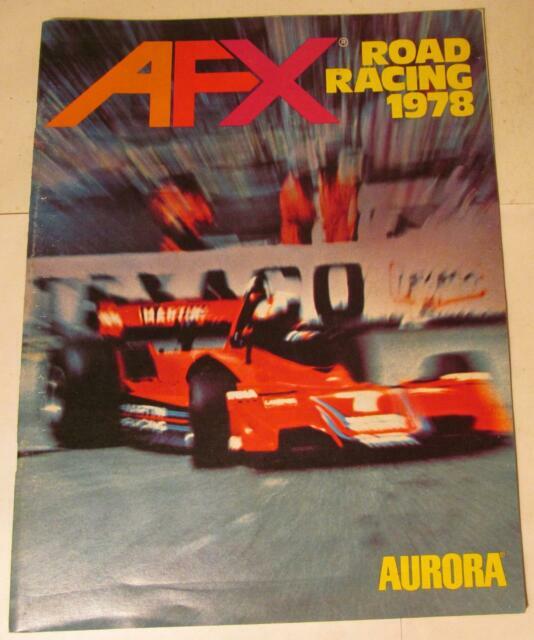 AFX®
ROAD
RACING
1978
MARTINI
RACING
AURORA